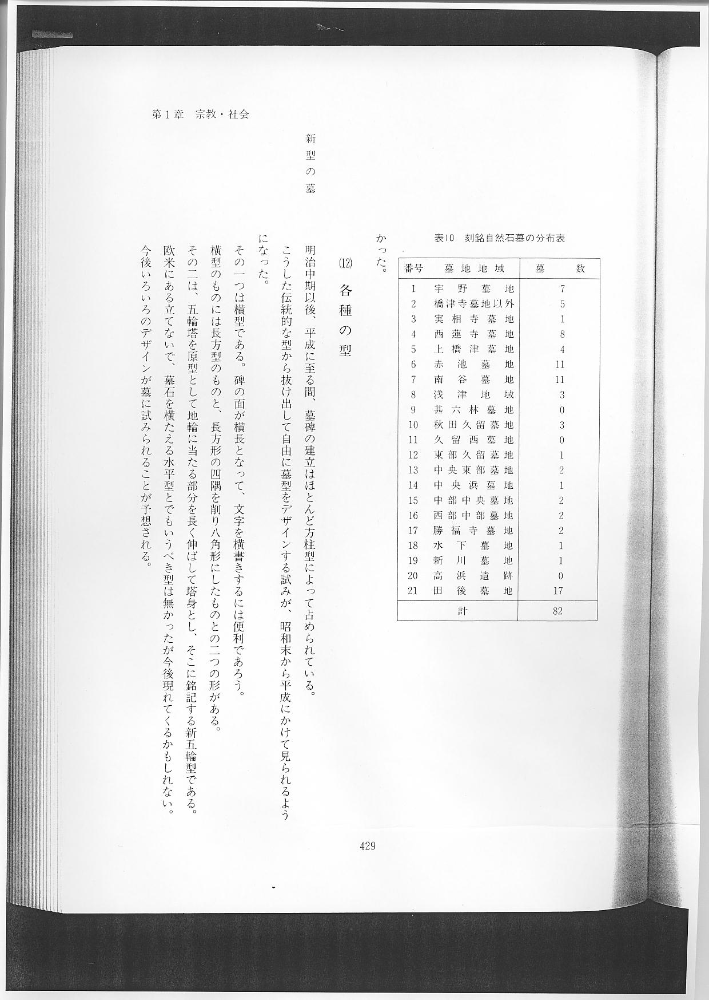 第1章 宗教・社会
表10 刻銘自然石墓の分布表
番号 墓地地域 墓数
1 宇野墓地 7
2 橋津寺墓地以外 5
3 実相寺墓地 1
4 西蓮寺墓地 8
5 上橋津墓地 4
6 赤池墓地 11
7 南谷墓地 11
8 浅津地域 3
9 甚六林墓地 0
10 秋田久留墓地 3
11 久留西墓地 0
12 東部久留墓地 1
13 中央東部墓地 2
14 中央浜墓地 1
15 中部中央墓地 2
16 西部中部墓地 2
17 勝福寺墓地 2
18 水下墓地 1
19 新川墓地 1
20 高浜遺跡 0
21 田後墓地 17
計 82
かった。
(12) 各種の型
新型の墓
明治中期以後、平成に至る間、墓碑の建立はほとんど方柱型によって占められている。
こうした伝統的な型から抜け出して自由に墓型をデザインする試みが、昭和末から平成にかけて見られるよう
になった。
その一つは横型である。碑の面が横長となって、文字を横書きするには便利であろう。
横型のものには長方型のものと、長方形の四隅を削り八角形にしたものとの二つの形がある。
その二は、五輪塔を原型として地輪に当たる部分を長く伸ばして塔身とし、そこに銘記する新五輪型である。
欧米にある立てないで、墓石を横たえる水平型とでもいうべき型は無かったが今後現れてくるかもしれない。
今後いろいろのデザインが墓に試みられることが予想される。
429